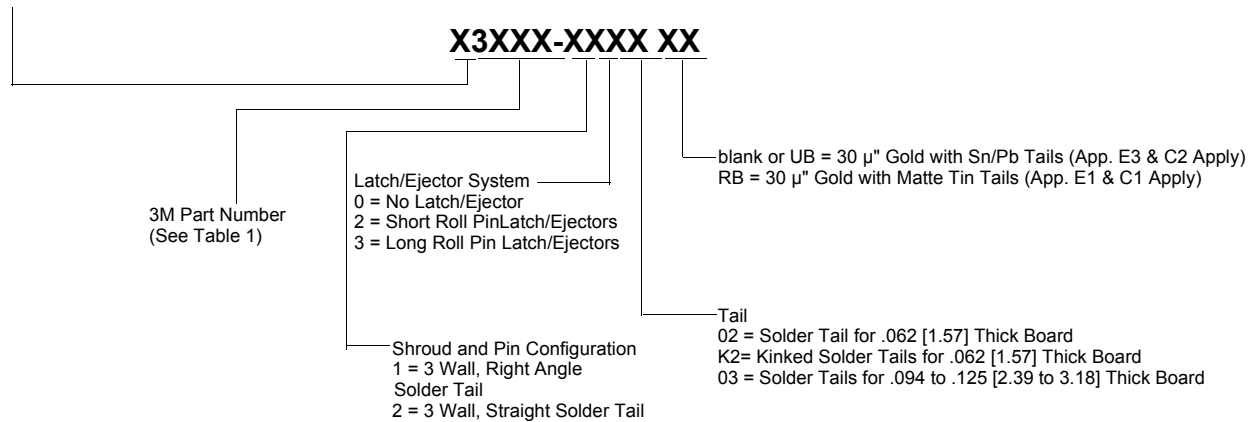 X3XXX-XXXX XX
blank or UB = 30 µ" Gold with Sn/Pb Tails (App. E3 & C2 Apply)
RB = 30 µ" Gold with Matte Tin Tails (App. E1 & C1 Apply)
Latch/Ejector System
0 = No Latch/Ejector
2 = Short Roll PinLatch/Ejectors
3 = Long Roll Pin Latch/Ejectors
3M Part Number
(See Table 1)
Tail
02 = Solder Tail for .062 [1.57] Thick Board
K2= Kinked Solder Tails for .062 [1.57] Thick Board
03 = Solder Tails for .094 to .125 [2.39 to 3.18] Thick Board
Shroud and Pin Configuration
1 = 3 Wall, Right Angle
Solder Tail
2 = 3 Wall, Straight Solder Tail